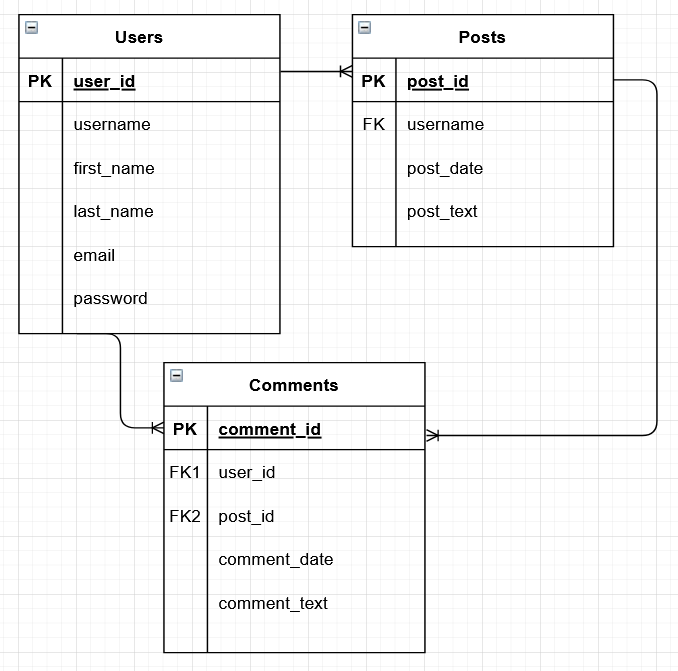 Users
PK user_id
username
first_name
last_name
email
password
Posts
PK post_id
FK username
post_date
post_text
Comments
PK comment_id
FK1 user_id
FK2 post_id
comment_date
comment_text